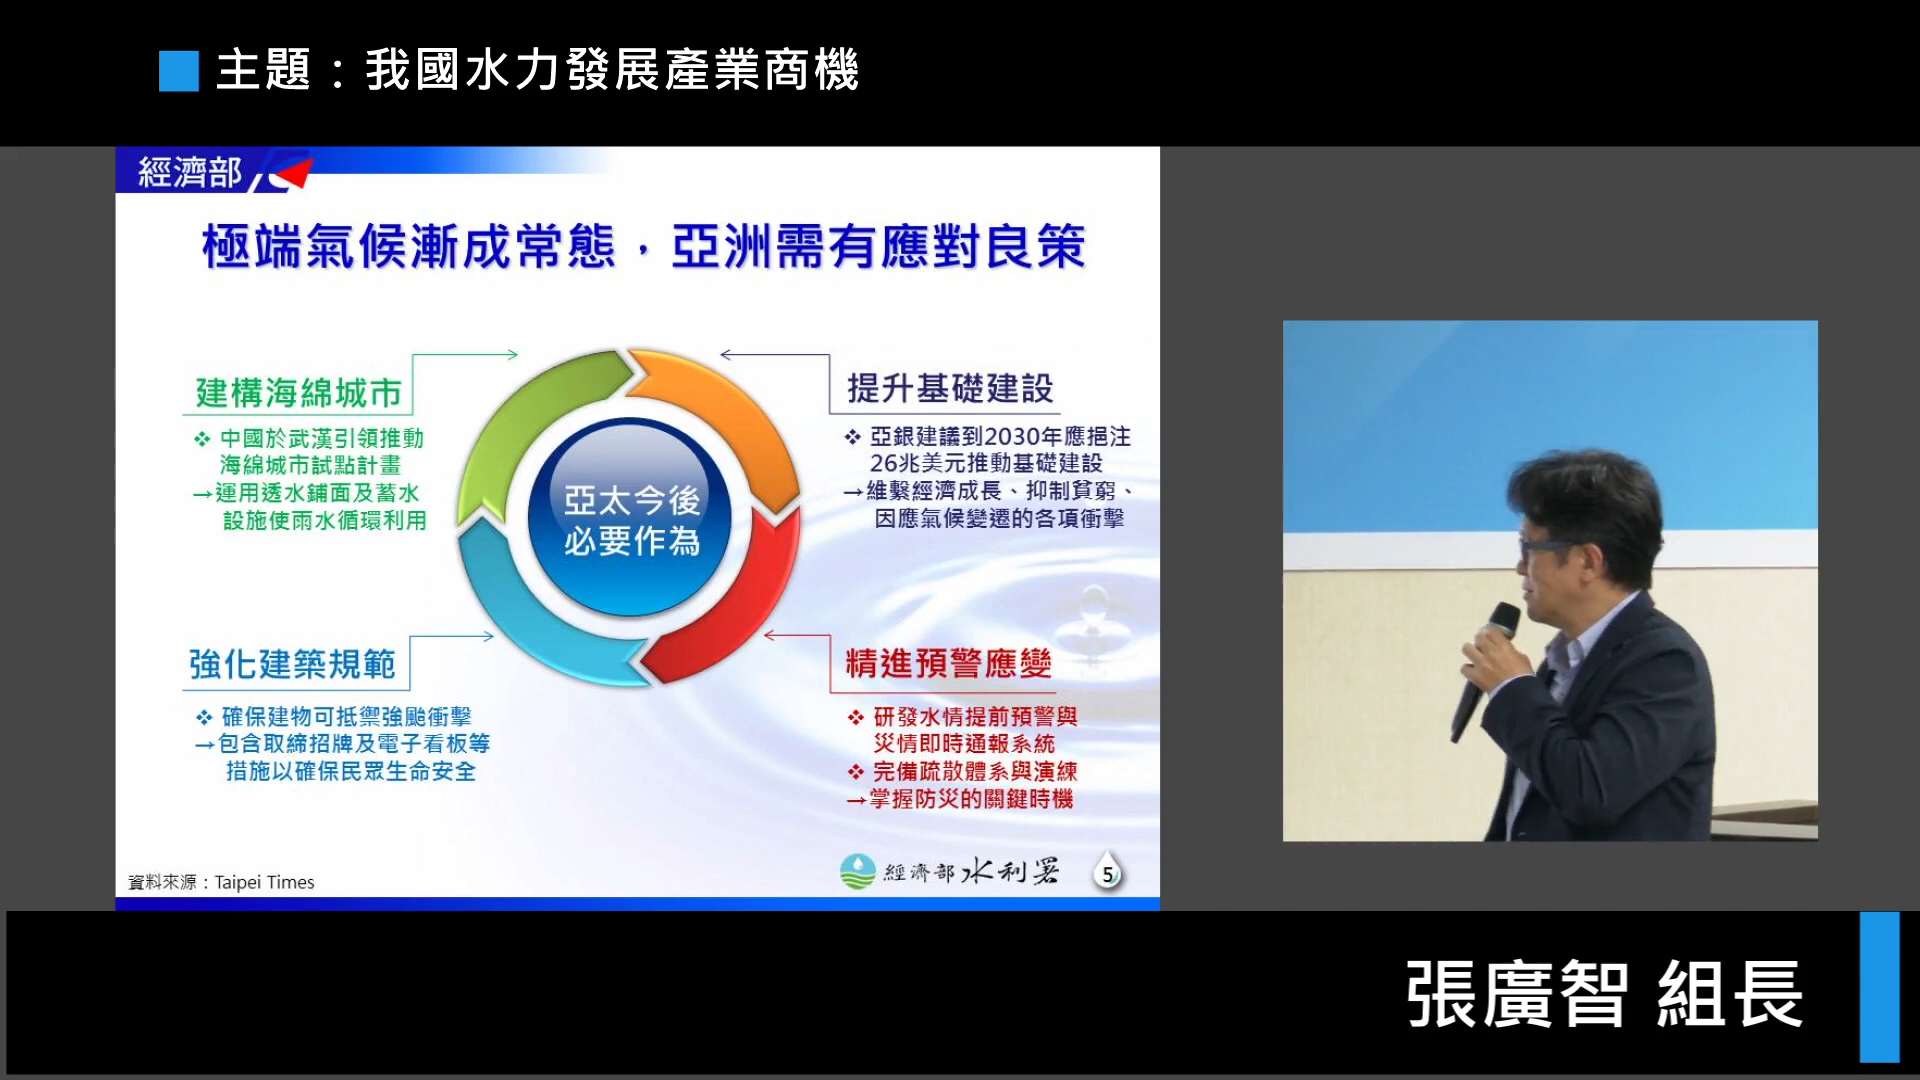 主題：我國水力發展產業商機
經濟部
極端氣候漸成常態，亞洲需有應對良策
建構海綿城市
❖ 中國於武漢引領推動
海綿城市試點計畫
→運用透水鋪面及蓄水
設施使雨水循環利用
提升基礎建設
❖ 亞銀建議到2030年應挹注
26兆美元推動基礎建設
→維繫經濟成長、抑制貧窮、
因應氣候變遷的各項衝擊
亞太今後
必要作為
強化建築規範
❖ 確保建物可抵禦強颱衝擊
→包含取締招牌及電子看板等
措施以確保民眾生命安全
精進預警應變
❖ 研發水情提前預警與
災情即時通報系統
❖ 完備疏散體系與演練
→掌握防災的關鍵時機
資料來源：Taipei Times
經濟部水利署
5
張廣智 組長